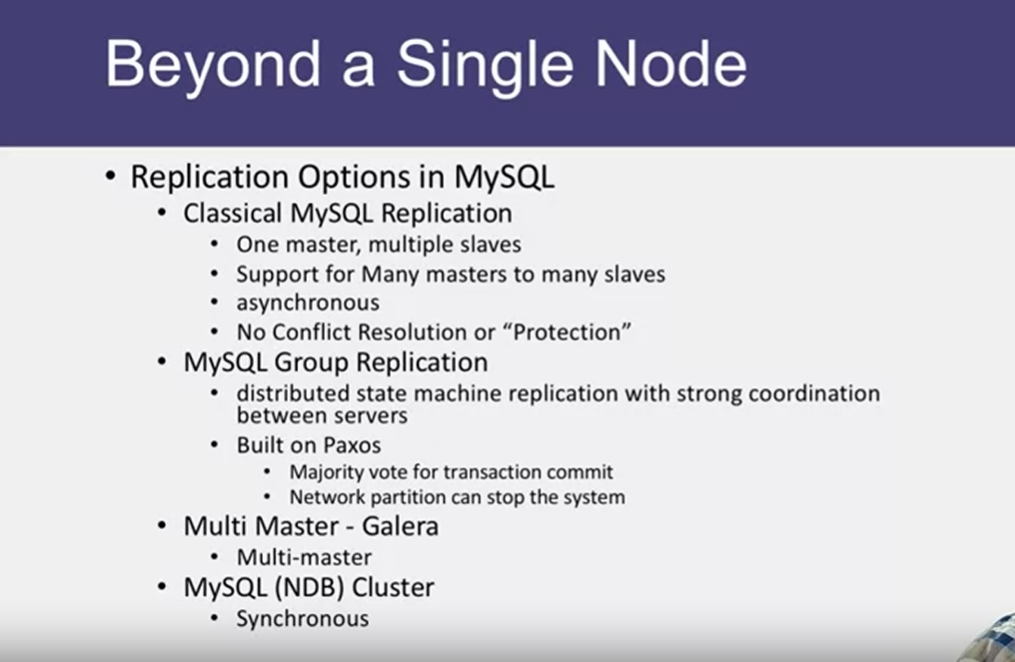 Beyond a Single Node
• Replication Options in MySQL
• Classical MySQL Replication
• One master, multiple slaves
• Support for Many masters to many slaves
• asynchronous
• No Conflict Resolution or “Protection”
• MySQL Group Replication
• distributed state machine replication with strong coordination
between servers
• Built on Paxos
• Majority vote for transaction commit
• Network partition can stop the system
• Multi Master - Galera
• Multi-master
• MySQL (NDB) Cluster
• Synchronous